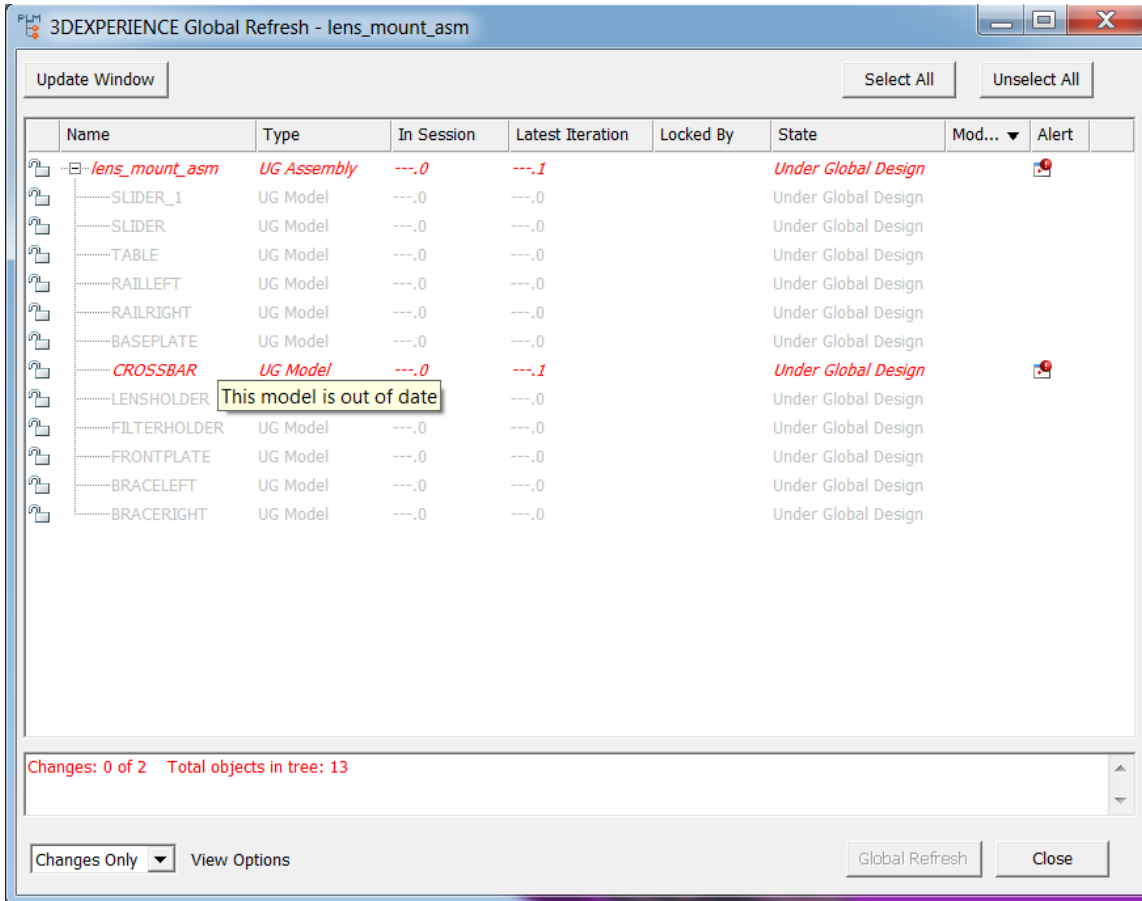 PLM 3DEXPERIENCE Global Refresh - lens_mount_asm
Update Window Select All Unselect All
Name Type In Session Latest Iteration Locked By State Mod... Alert
lens_mount_asm UG Assembly ---.0 ---.1 Under Global Design
SLIDER_1 UG Model ---.0 ---.0 Under Global Design
SLIDER UG Model ---.0 ---.0 Under Global Design
TABLE UG Model ---.0 ---.0 Under Global Design
RAILLEFT UG Model ---.0 ---.0 Under Global Design
RAILRIGHT UG Model ---.0 ---.0 Under Global Design
BASEPLATE UG Model ---.0 ---.0 Under Global Design
CROSSBAR UG Model ---.0 ---.1 Under Global Design
LENSHOLDER This model is out of date ---.0 Under Global Design
FILTERHOLDER UG Model ---.0 ---.0 Under Global Design
FRONTPLATE UG Model ---.0 ---.0 Under Global Design
BRACELEFT UG Model ---.0 ---.0 Under Global Design
BRACERIGHT UG Model ---.0 ---.0 Under Global Design
Changes: 0 of 2 Total objects in tree: 13
Changes Only View Options Global Refresh Close